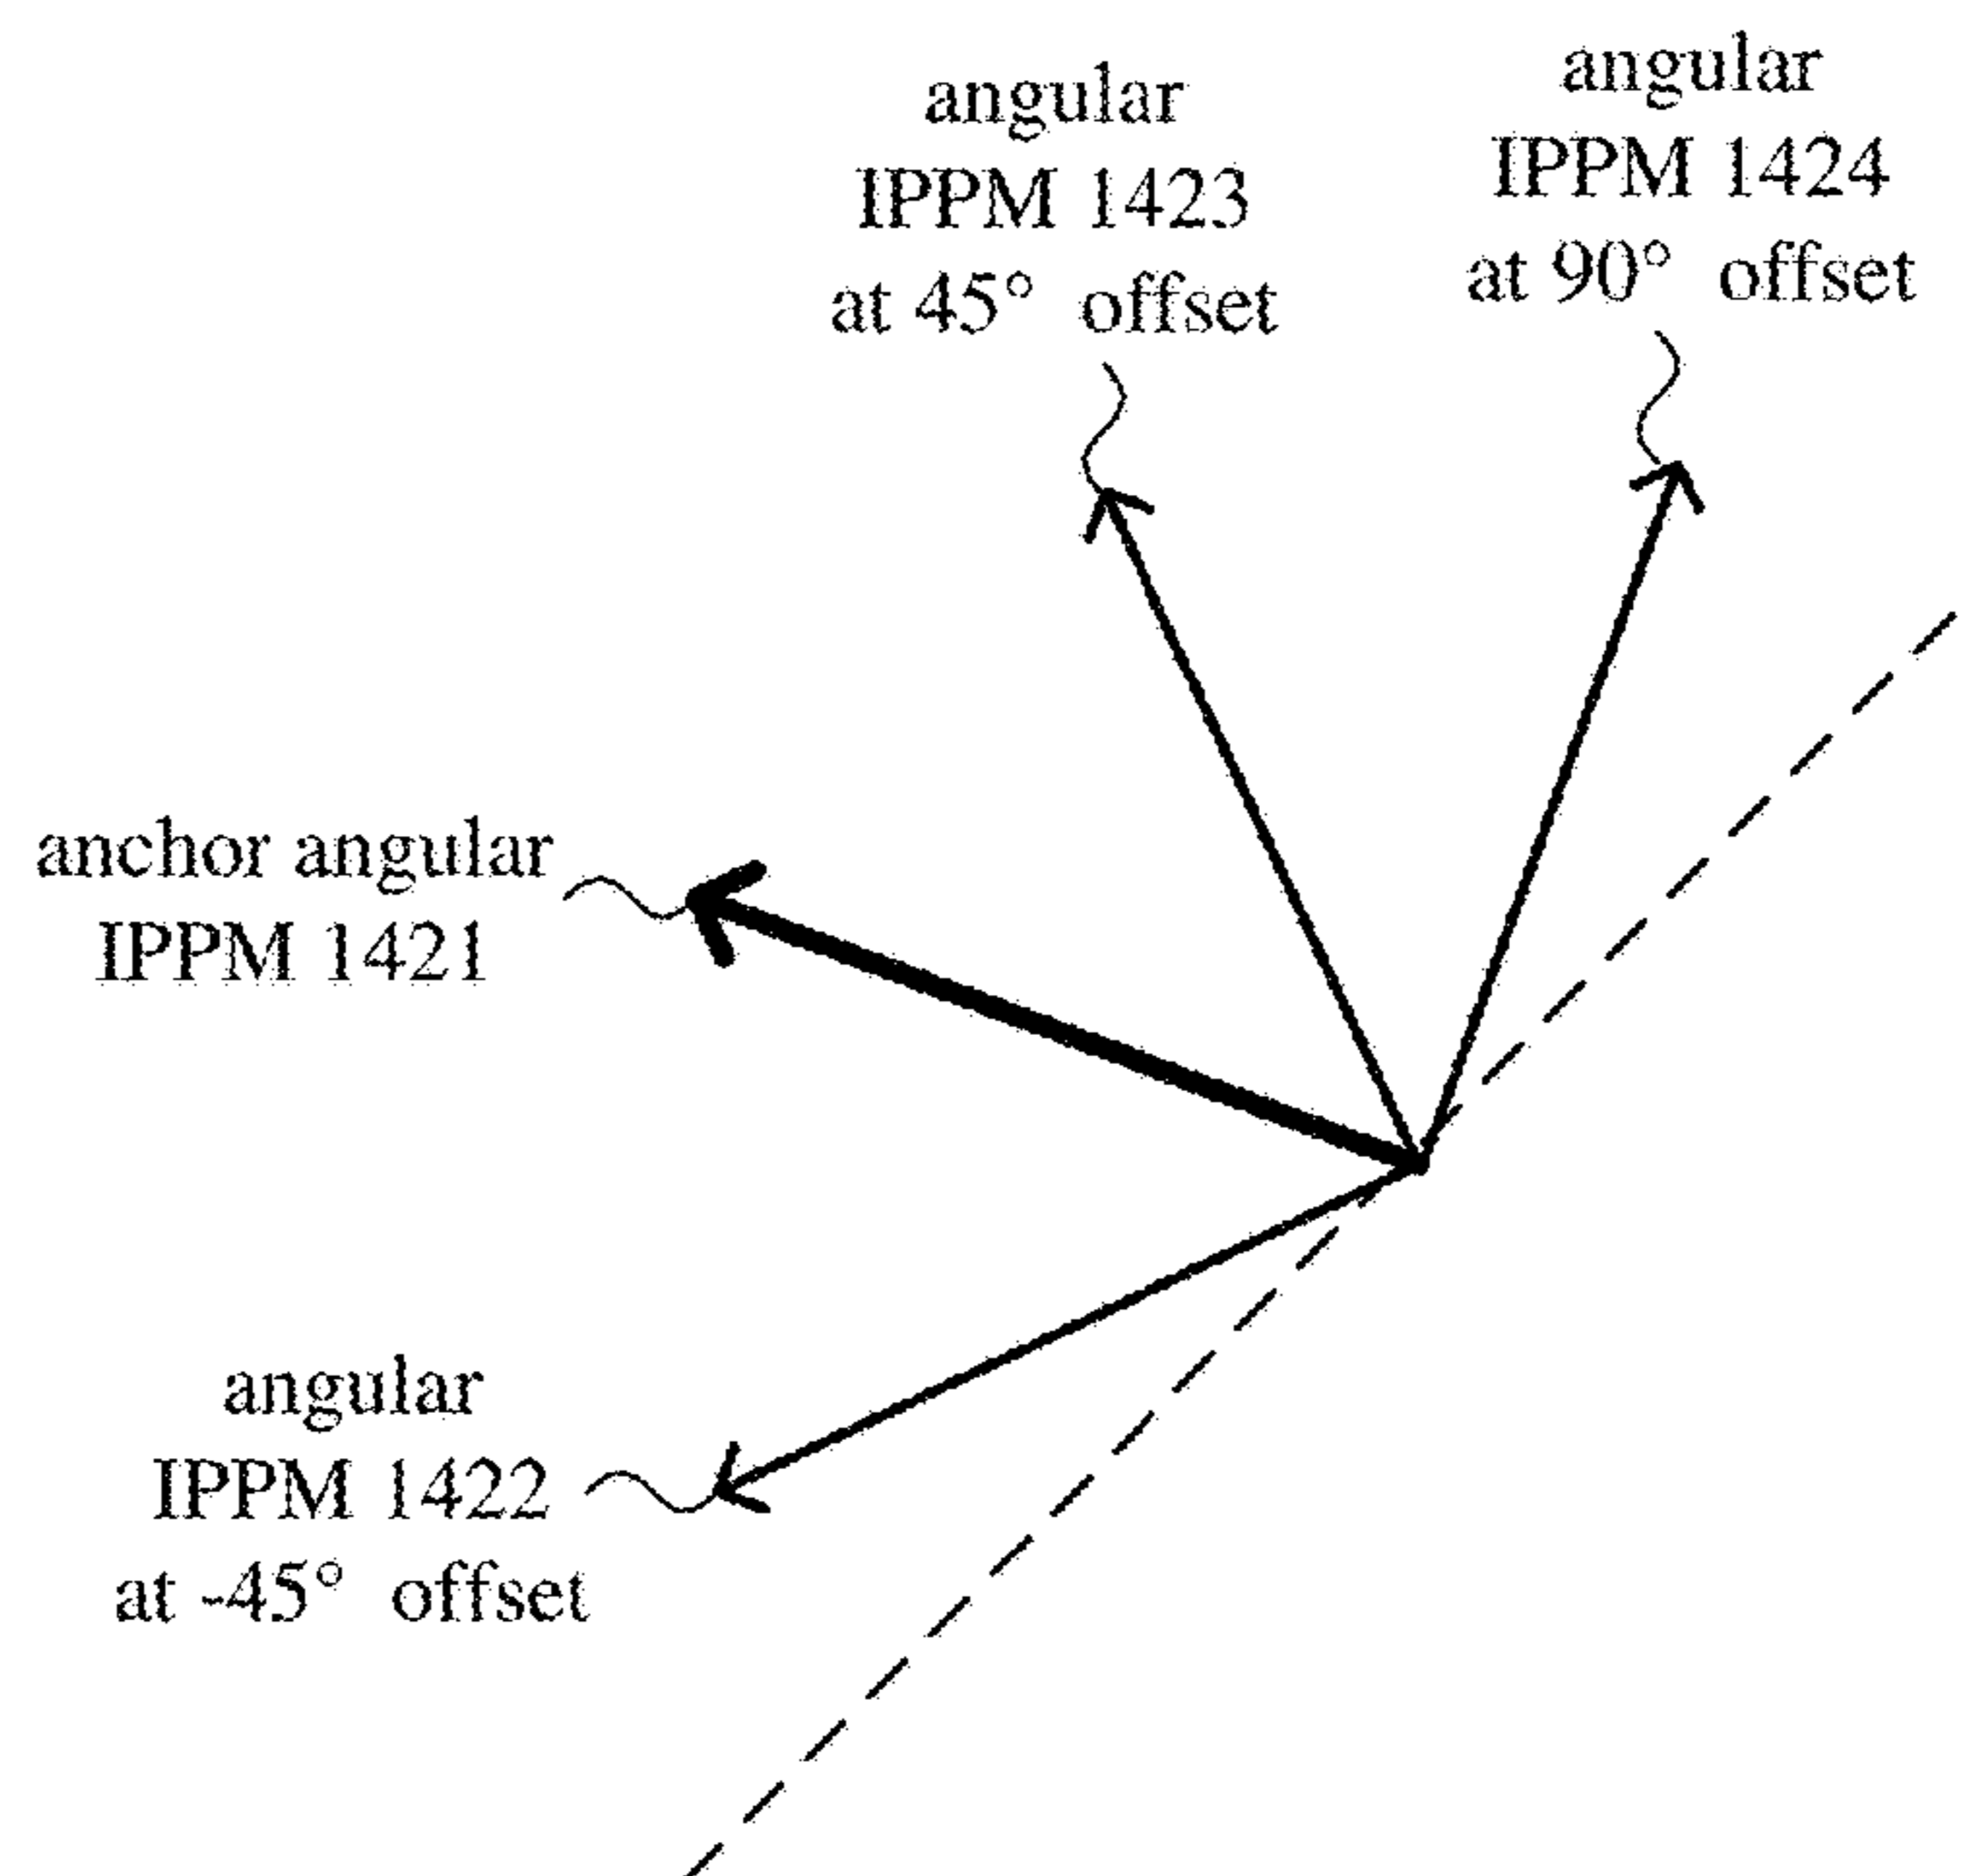 angular
IPPM 1423
at 45° offset
angular
IPPM 1424
at 90° offset
anchor angular
IPPM 1421
angular
IPPM 1422
at -45° offset